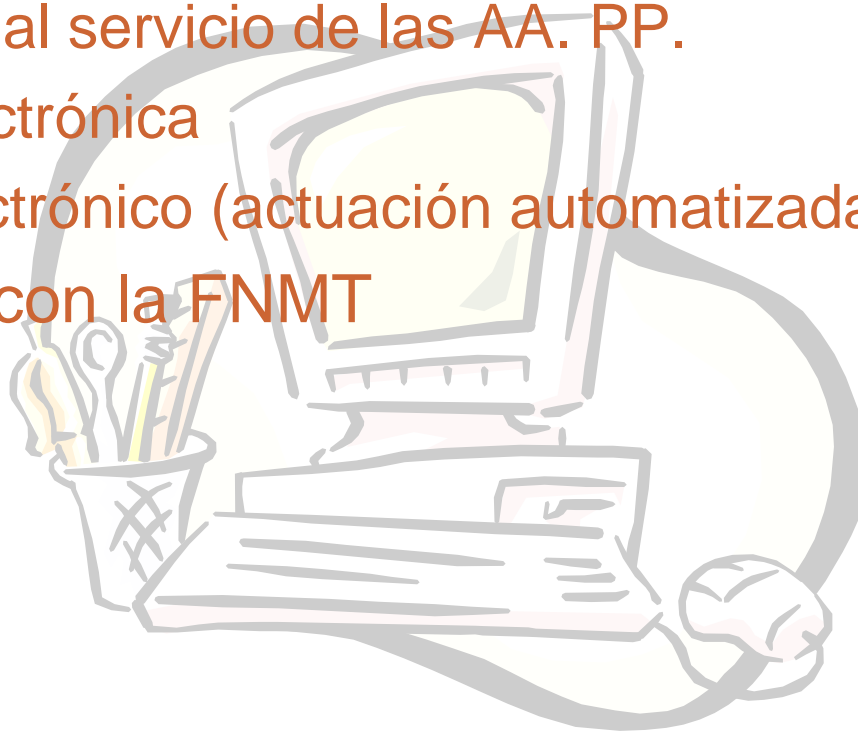 al servicio de las AA. PP.
ctrónica
ctrónico (actuación automatizada
con la FNMT